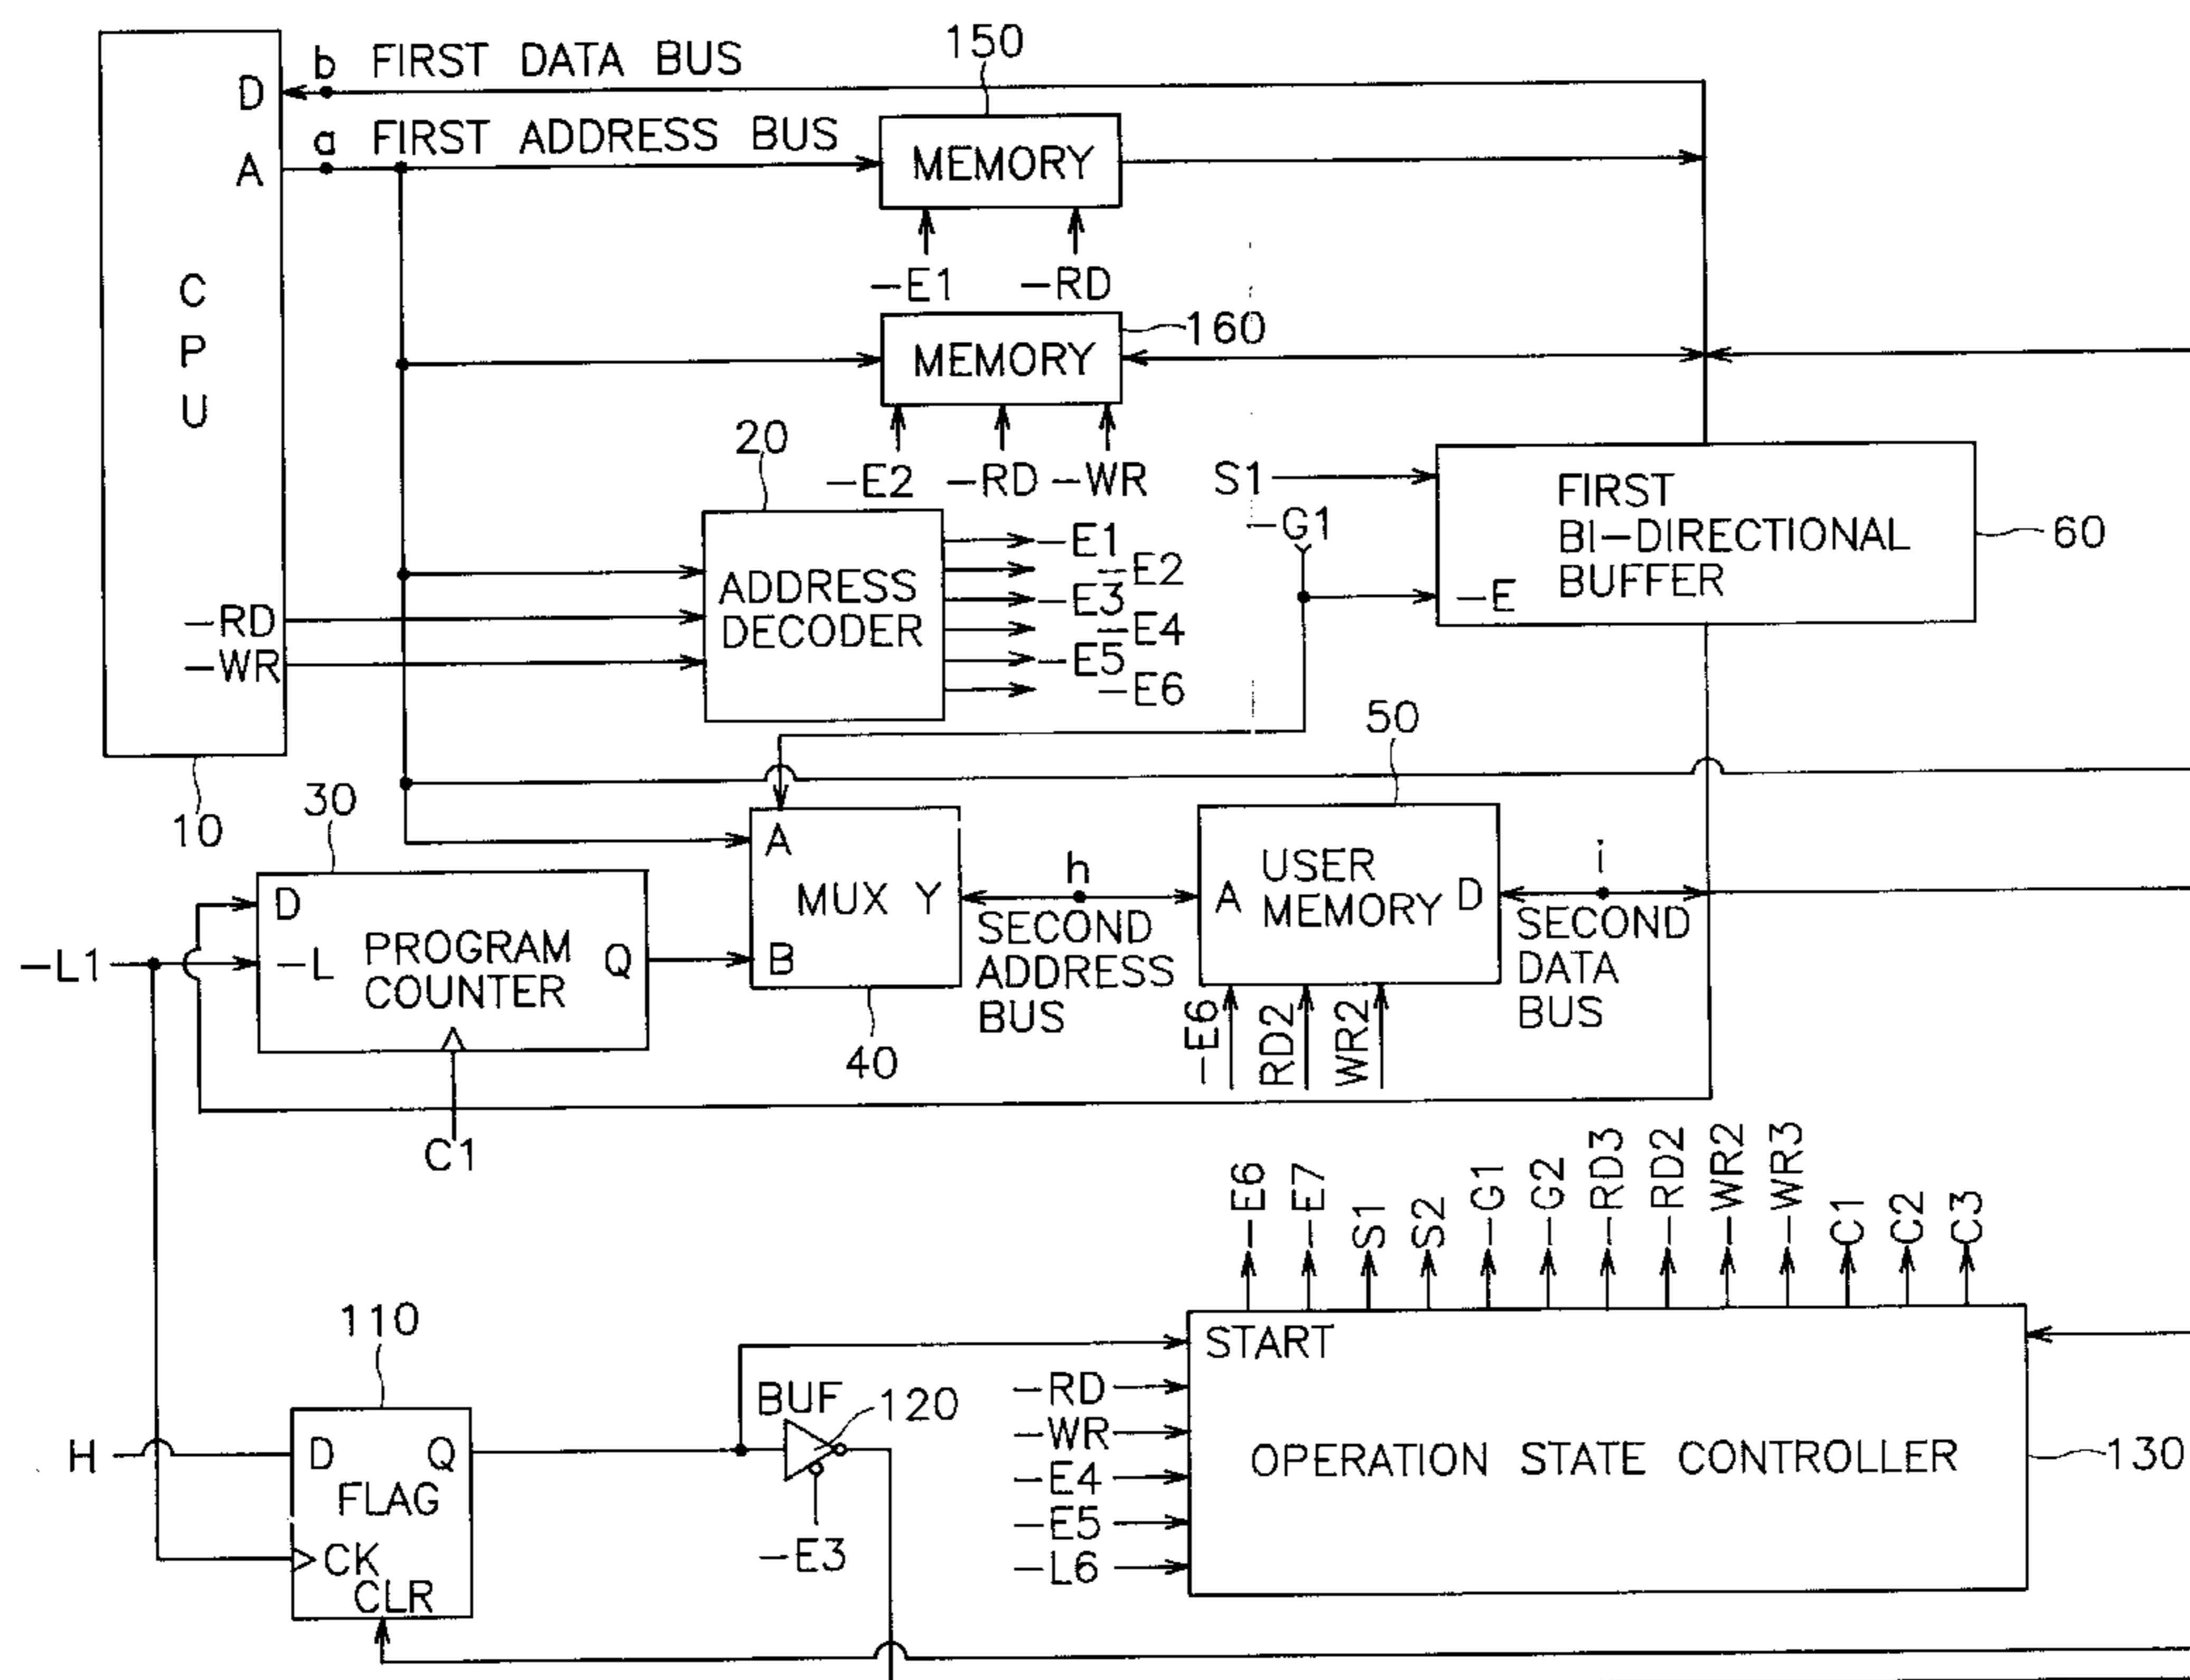 b FIRST DATA BUS
150
D
a FIRST ADDRESS BUS
A
MEMORY
-E1 -RD
C
P
U
160
MEMORY
20
-E2 -RD -WR
S1
-G1
FIRST
BI-DIRECTIONAL
BUFFER
-E
60
ADDRESS
DECODER
-E1
-E2
-E3
-E4
-E5
-E6
-RD
-WR
10
30
50
A
MUX Y
B
40
h
SECOND
ADDRESS
BUS
A USER
MEMORY D
i
SECOND
DATA
BUS
-E6
RD2
WR2
D
-L1
-L
PROGRAM
COUNTER
Q
C1
-E6
-E7
S1
S2
-G1
-G2
-RD3
-RD2
-WR2
-WR3
C1
C2
C3
110
START
-RD
-WR
-E4
-E5
-L6
OPERATION STATE CONTROLLER
130
BUF
120
-E3
H
D Q
FLAG
CK
CLR